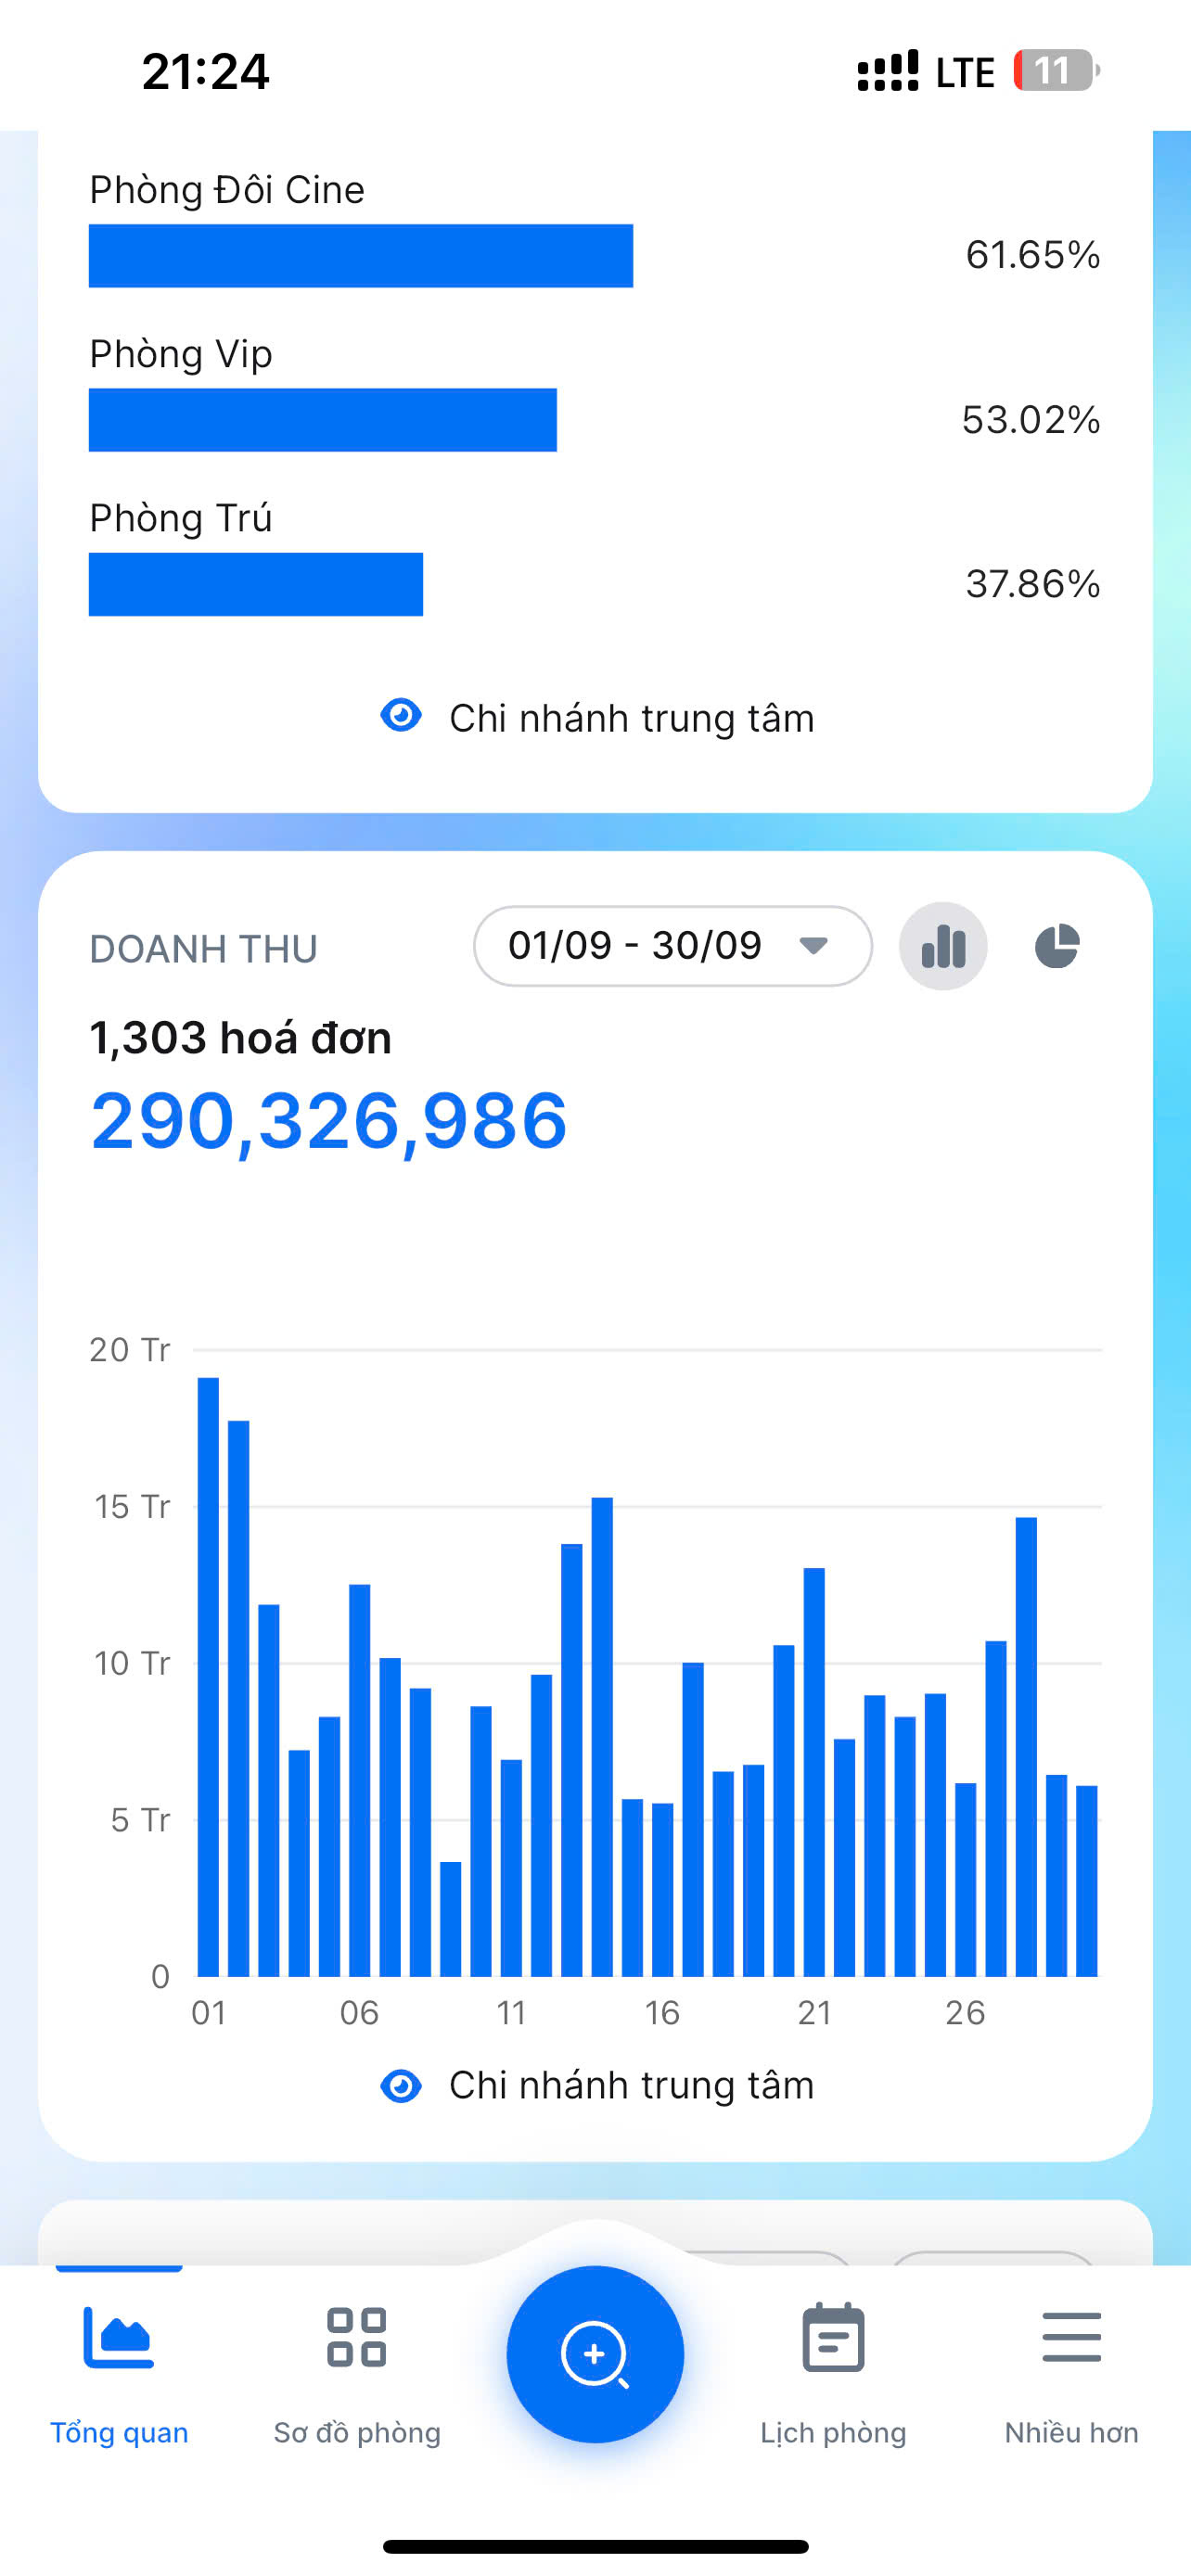 21:24 LTE 11
Phòng Đôi Cine
61.65%
Phòng Vip
53.02%
Phòng Trú
37.86%
Chi nhánh trung tâm
DOANH THU 01/09 - 30/09
1,303 hoá đơn
290,326,986
20 Tr
15 Tr
10 Tr
5 Tr
0
01 06 11 16 21 26
Chi nhánh trung tâm
Tổng quan Sơ đồ phòng Lịch phòng Nhiều hơn